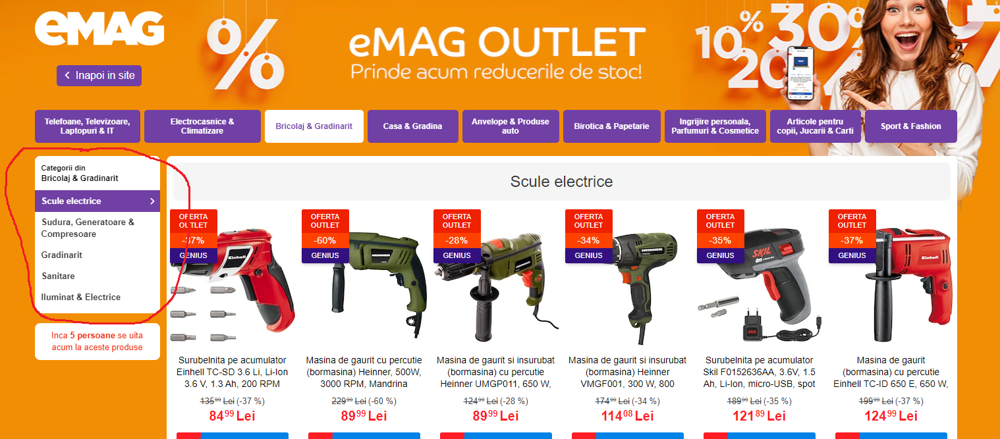 eMAG
Inapoi in site
%
eMAG OUTLET
Prinde acum reducerile de stoc!
10%
20
30%
%
Telefoane, Televizoare,
Laptopuri & IT
Electrocasnice &
Climatizare
Bricolaj & Gradinarit
Casa & Gradina
Anvelope & Produse
auto
Birotica & Papetarie
Ingrijire personala,
Parfumuri & Cosmetice
Articole pentru
copii, Jucarii & Carti
Sport & Fashion
Categorii din
Bricolaj & Gradinarit
Scule electrice
Sudura, Generatoare &
Compresoare
Gradinarit
Sanitare
Iluminat & Electrice
Inca 5 persoane se uita
acum la aceste produse
Scule electrice
OFERTA
OUTLET
-37%
GENIUS
Einhell
Surubelnita pe acumulator
Einhell TC-SD 3.6 Li, Li-Ion
3.6 V, 1.3 Ah, 200 RPM
13599 Lei (-37 %)
8499 Lei
OFERTA
OUTLET
-60%
GENIUS
HEINNER
Masina de gaurit cu percutie
(bormasina) Heinner, 500W,
3000 RPM, Mandrina
22999 Lei (-60 %)
8999 Lei
OFERTA
OUTLET
-28%
GENIUS
HEINNER
Masina de gaurit si insurubat
(bormasina) cu percutie
Heinner UMGP011, 650 W,
12499 Lei (-28 %)
8999 Lei
OFERTA
OUTLET
-34%
GENIUS
HEINNER
Masina de gaurit si insurubat
(bormasina) Heinner
VMGF001, 300 W, 800
17499 Lei (-34 %)
11408 Lei
OFERTA
OUTLET
-35%
GENIUS
SKIL
SKIL
Surubelnita pe acumulator
Skil F0152636AA, 3.6V, 1.5
Ah, Li-Ion, micro-USB, spot
18999 Lei (-35 %)
12189 Lei
OFERTA
OUTLET
-37%
GENIUS
Einhell
Masina de gaurit
(bormasina) cu percutie
Einhell TC-ID 650 E, 650 W,
19999 Lei (-37 %)
12499 Lei